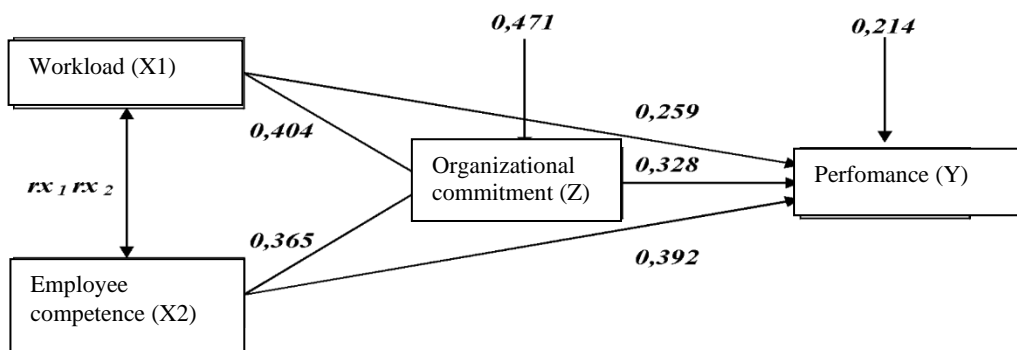 0,471
0,214
Workload (X1)
0,259
0,404
Organizational
commitment (Z)
0,328
Perfomance (Y)
rx 1 rx 2
0,365
0,392
Employee
competence (X2)